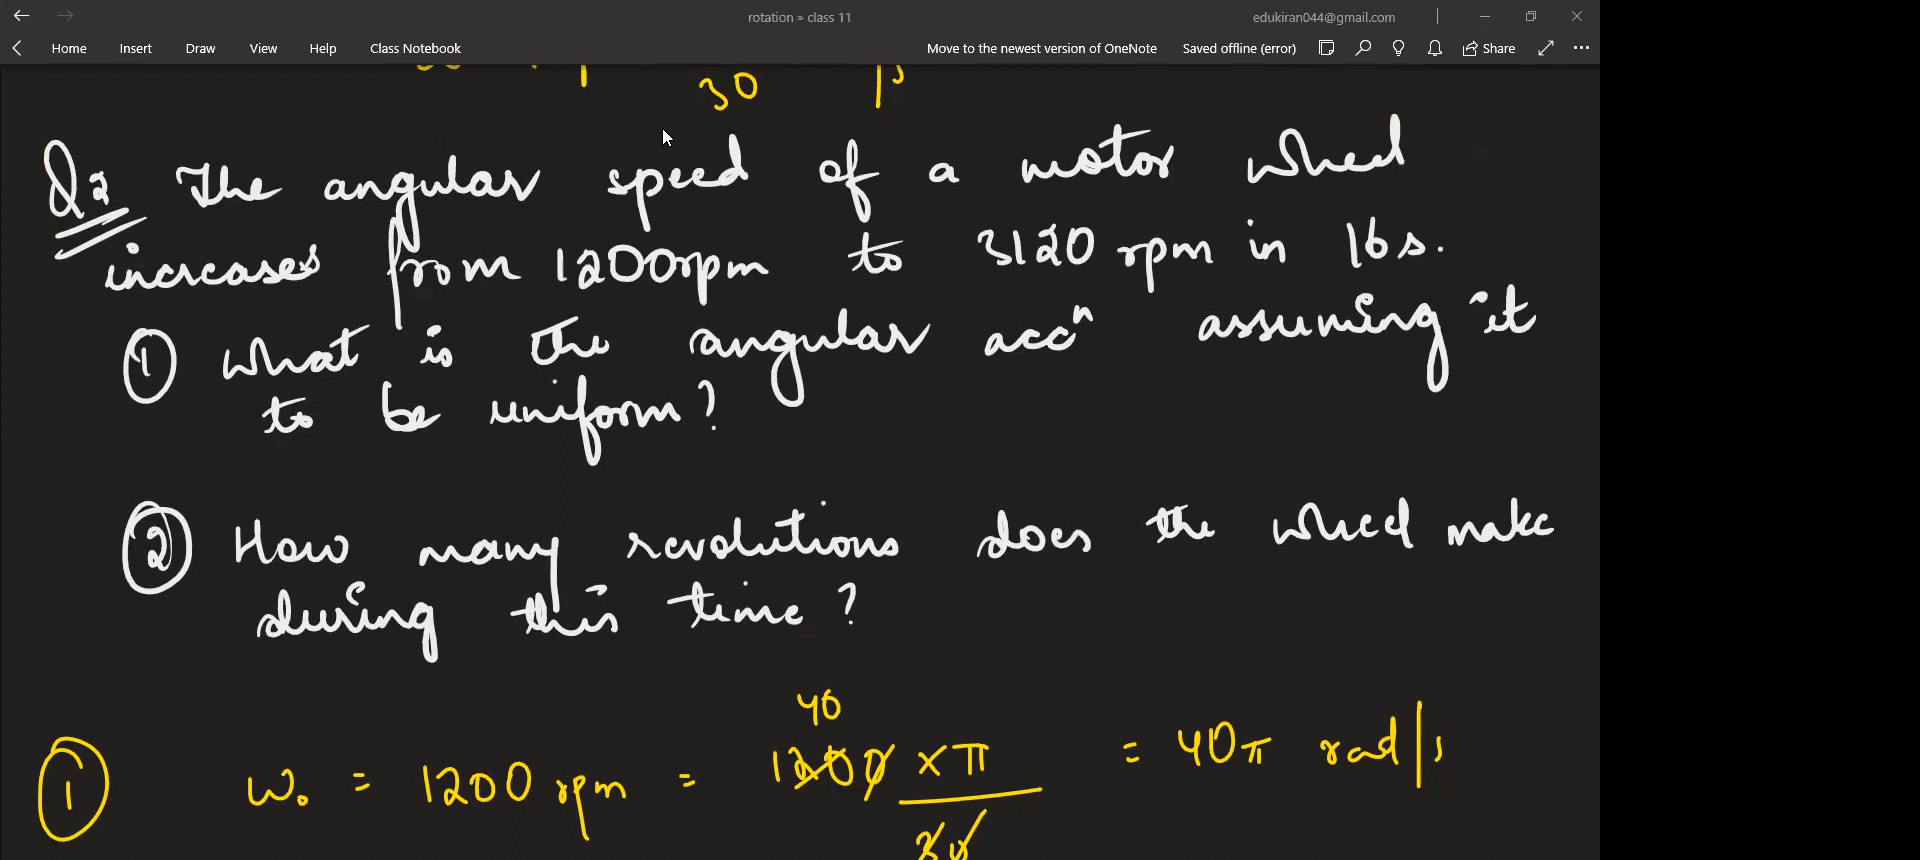 rotation » class 11
edukiran044@gmail.com
Home Insert Draw View Help Class Notebook
Move to the newest version of OneNote Saved offline (error) Share
30
Q2 The angular speed of a motor wheel
increases from 1200rpm to 3120 rpm in 16s.
① What is the angular accⁿ assuming it
to be uniform?
② How many revolutions does the wheel make
during this time?
40
① ω₀ = 1200 rpm = 1200 × π = 40π rad/s
30